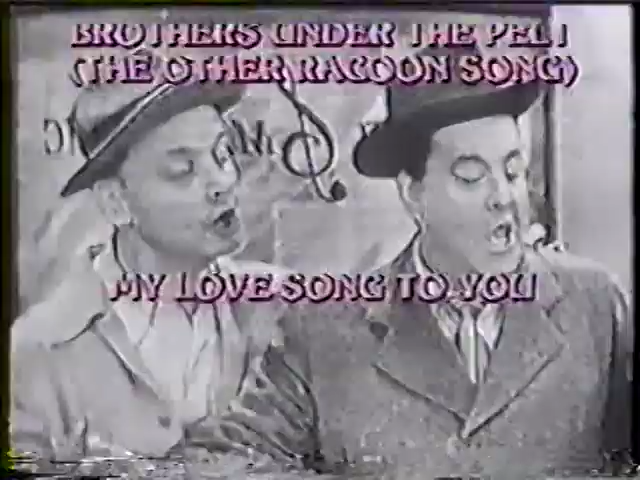 BROTHERS UNDER THE PELT
(THE OTHER RACOON SONG)
MY LOVE SONG TO YOU